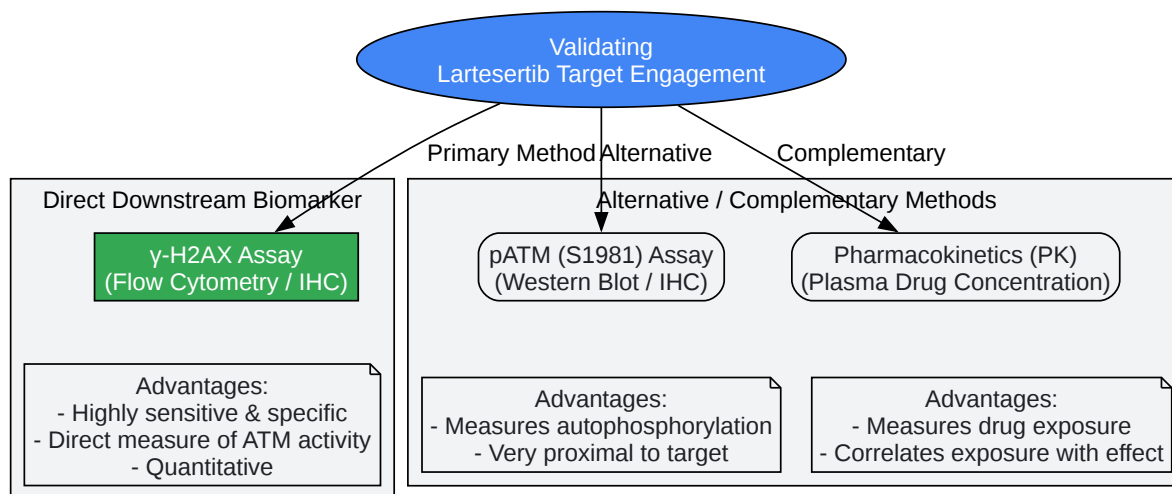 Validating
Lartesertib Target Engagement
Primary Method
Alternative
Complementary
Direct Downstream Biomarker
Alternative / Complementary Methods
γ-H2AX Assay
(Flow Cytometry / IHC)
pATM (S1981) Assay
(Western Blot / IHC)
Pharmacokinetics (PK)
(Plasma Drug Concentration)
Advantages:
- Highly sensitive & specific
- Direct measure of ATM activity
- Quantitative
Advantages:
- Measures autophosphorylation
- Very proximal to target
Advantages:
- Measures drug exposure
- Correlates exposure with effect